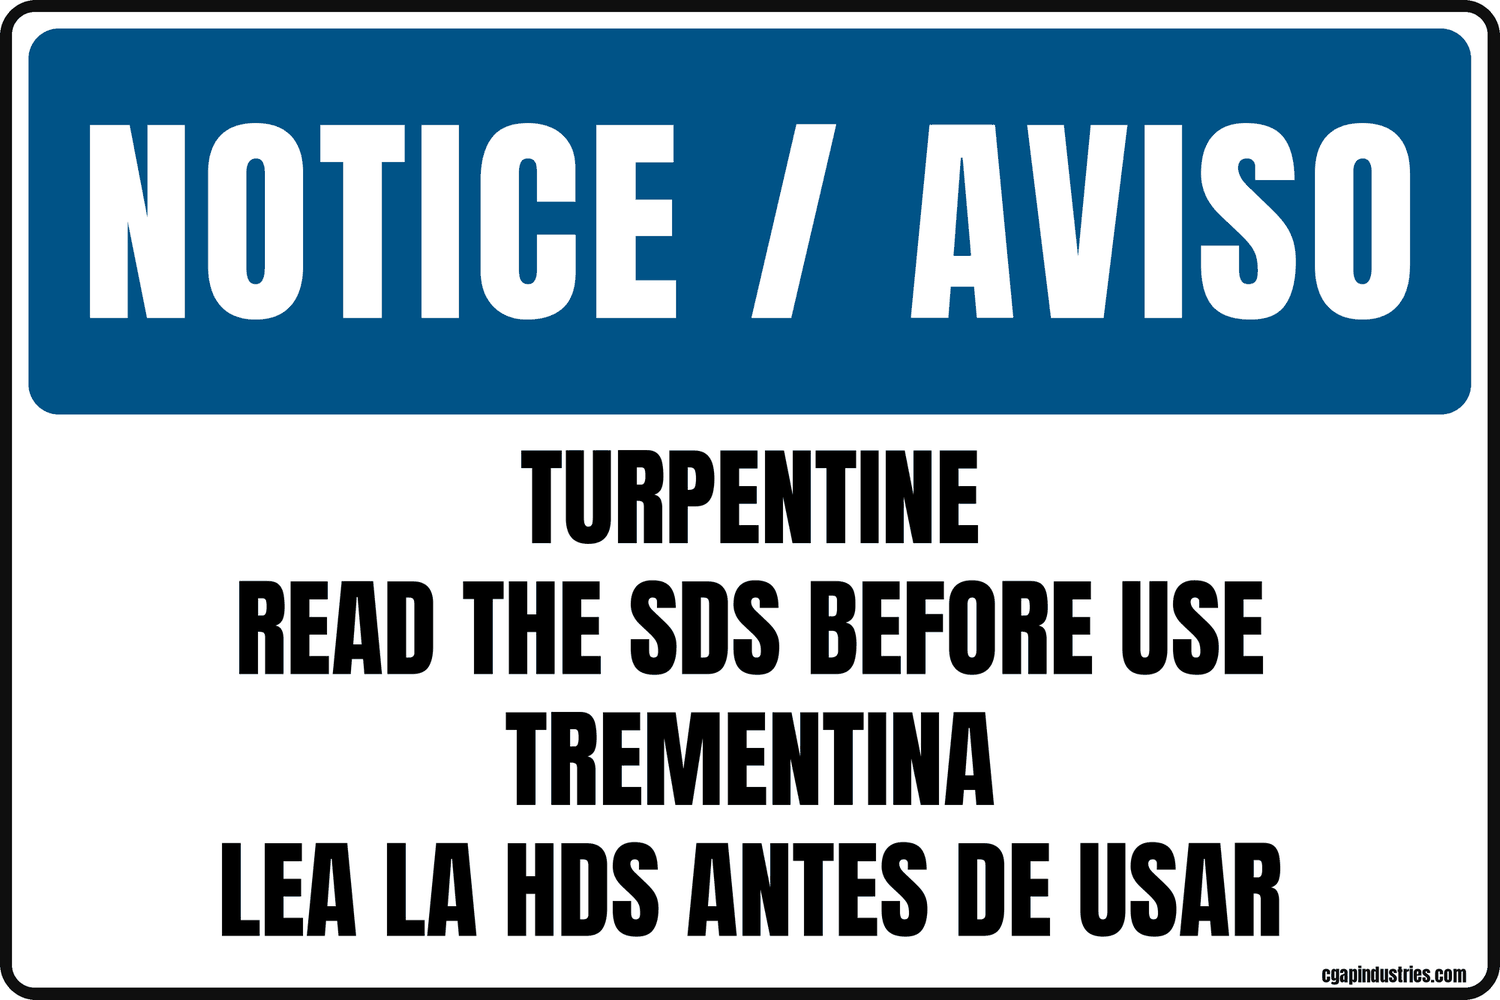 NOTICE / AVISO
TURPENTINE
READ THE SDS BEFORE USE
TREMENTINA
LEA LA HDS ANTES DE USAR
cgapindustries.com